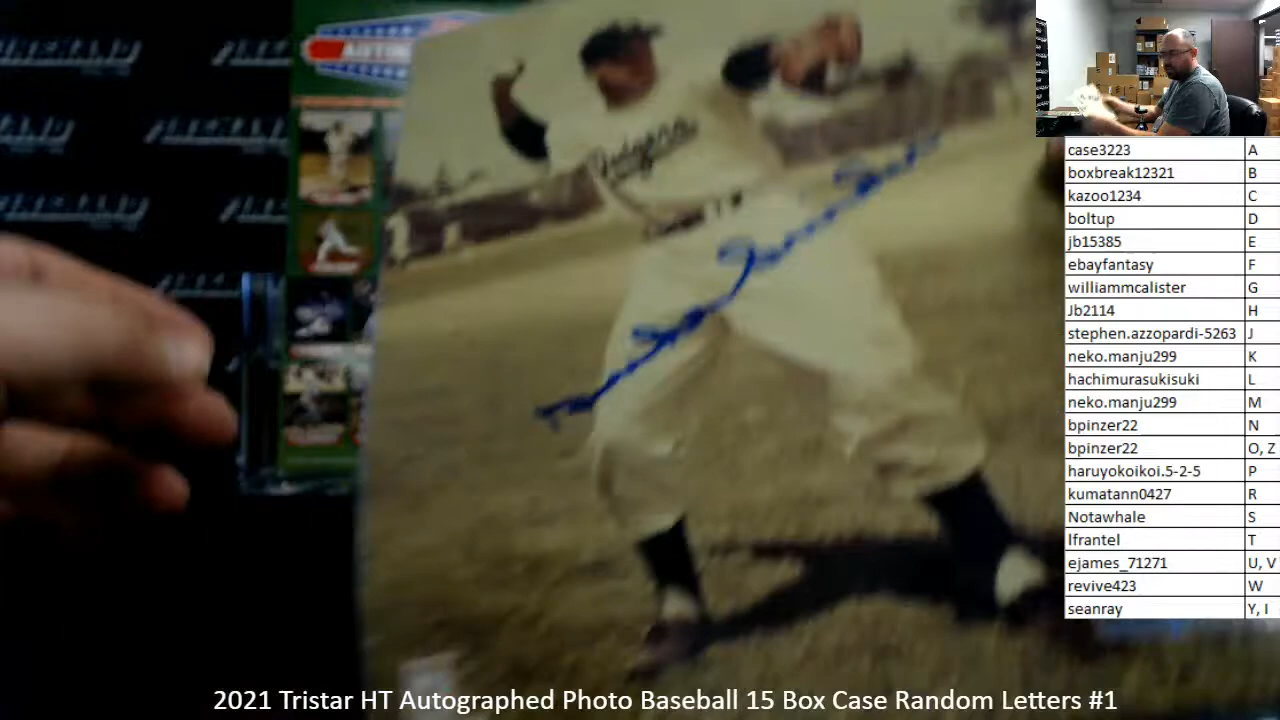 AUTO
Dodgers
case3223 A
boxbreak12321 B
kazoo1234 C
boltup D
jb15385 E
ebayfantasy F
williammcalister G
Jb2114 H
stephen.azzopardi-5263 J
neko.manju299 K
hachimurasukisuki L
neko.manju299 M
bpinzer22 N
bpinzer22 O, Z
haruyokoikoi.5-2-5 P
kumatann0427 R
Notawhale S
lfrantel T
ejames_71271 U, V
revive423 W
seanray Y, I
2021 Tristar HT Autographed Photo Baseball 15 Box Case Random Letters #1